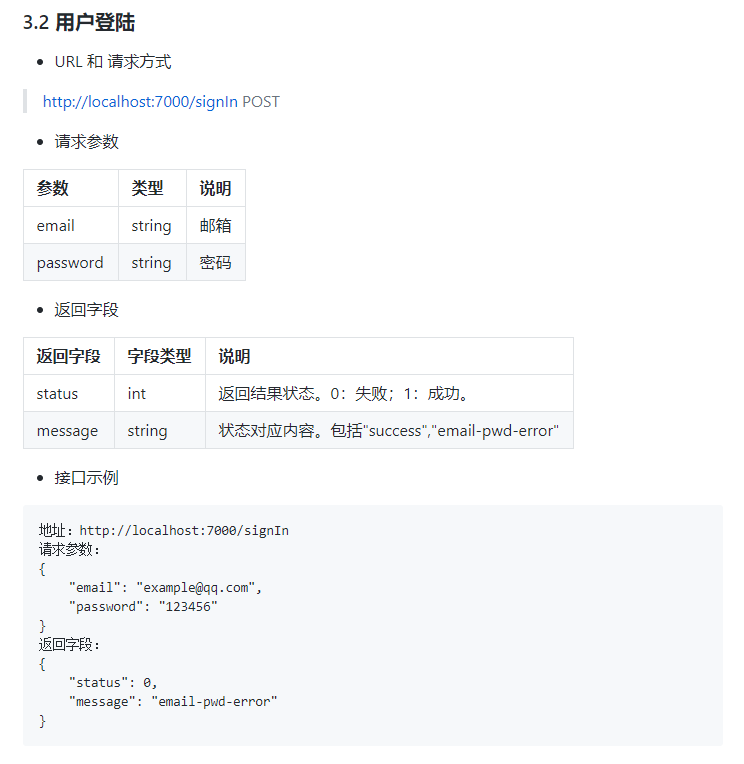 3.2 用户登陆
URL 和 请求方式
http://localhost:7000/signIn POST
请求参数
参数 类型 说明
email string 邮箱
password string 密码
返回字段
返回字段 字段类型 说明
status int 返回结果状态。0：失败；1：成功。
message string 状态对应内容。包括"success","email-pwd-error"
接口示例
地址：http://localhost:7000/signIn
请求参数：
{
    "email": "example@qq.com",
    "password": "123456"
}
返回字段：
{
    "status": 0,
    "message": "email-pwd-error"
}